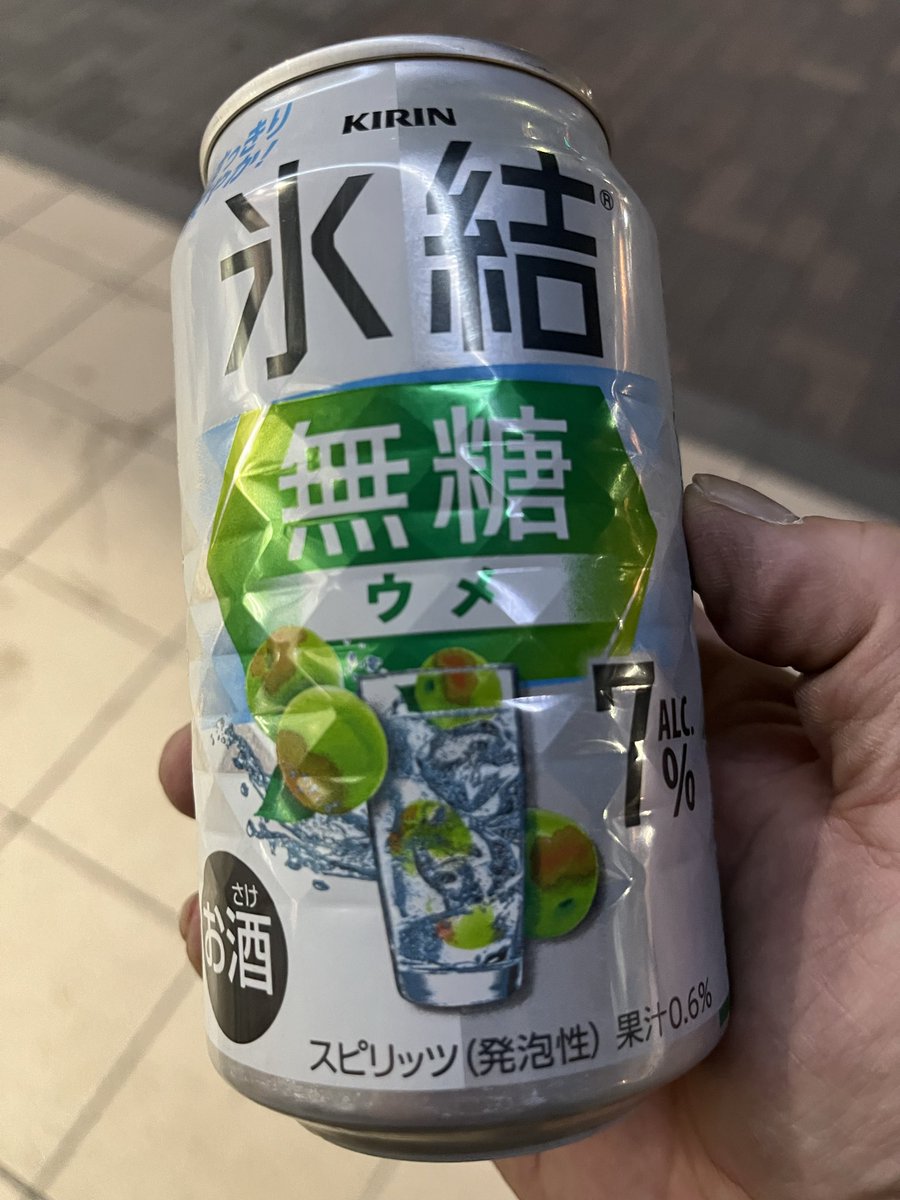 KIRIN
氷結®
無糖
ウメ
7 ALC.
%
さけ
お酒
スピリッツ(発泡性) 果汁0.6%